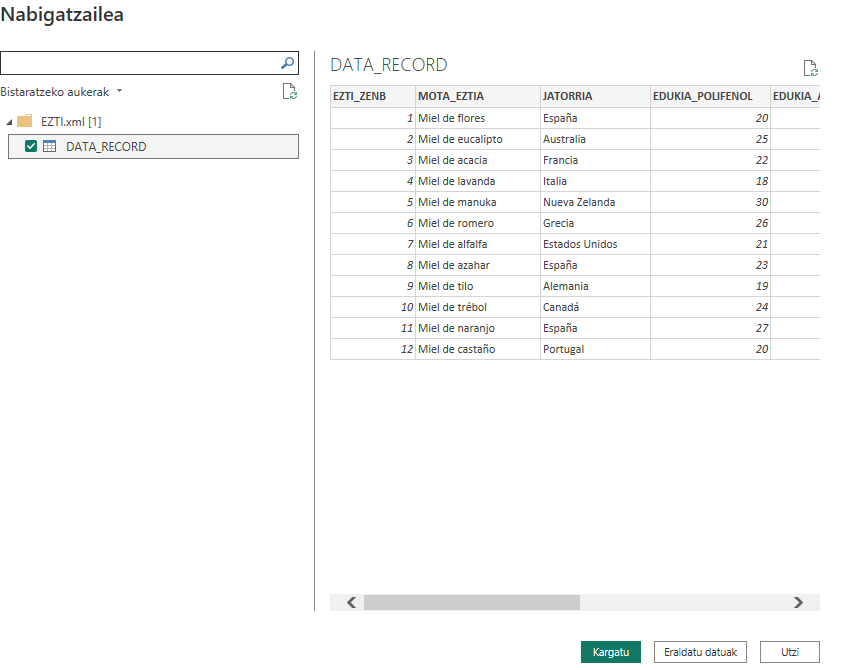 Nabigatzailea
Bistaratzeko aukerak
EZTI.xml [1]
DATA_RECORD
DATA_RECORD
EZTI_ZENB MOTA_EZTIA JATORRIA EDUKIA_POLIFENOL EDUKIA_A
1 Miel de flores España 20
2 Miel de eucalipto Australia 25
3 Miel de acacia Francia 22
4 Miel de lavanda Italia 18
5 Miel de manuka Nueva Zelanda 30
6 Miel de romero Grecia 26
7 Miel de alfalfa Estados Unidos 21
8 Miel de azahar España 23
9 Miel de tilo Alemania 19
10 Miel de trébol Canadá 24
11 Miel de naranjo España 27
12 Miel de castaño Portugal 20
Kargatu Eraldatu datuak Utzi